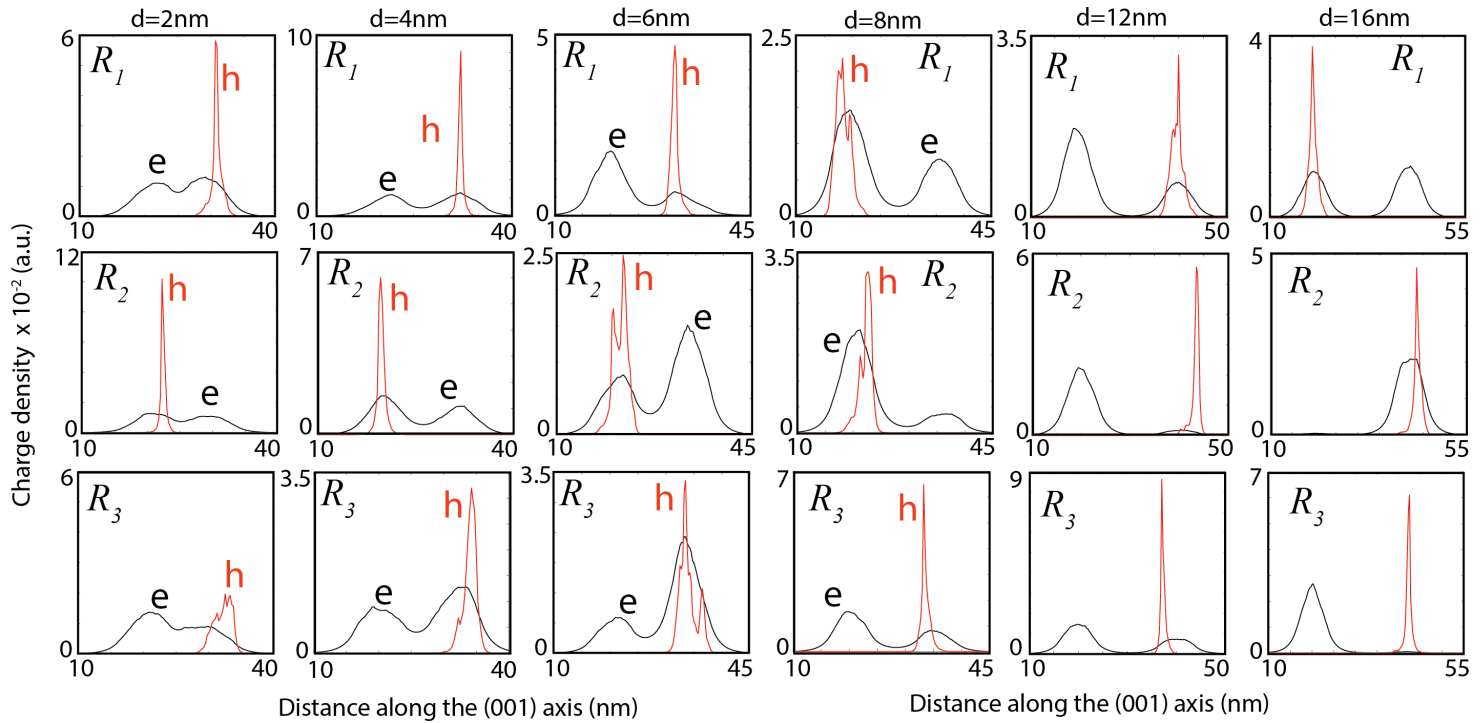 d=2nm d=4nm d=6nm d=8nm d=12nm d=16nm
6 10 5 2.5 3.5 4
R1 R1 R1 R1 R1 R1
h h h h
e e e e
0 0 0 0 0 0
10 40 10 40 10 45 10 45 10 50 10 55
12 7 2.5 3.5 6 5
R2 R2 R2 R2 R2 R2
h h h h
e e e e
0 0 0 0 0 0
10 40 10 40 10 45 10 45 10 50 10 55
6 3.5 3.5 7 9 7
R3 R3 R3 R3 R3 R3
h h h h
e e e e
0 0 0 0 0 0
10 40 10 40 10 45 10 45 10 50 10 55
Charge density x 10⁻² (a.u.)
Distance along the (001) axis (nm) Distance along the (001) axis (nm)